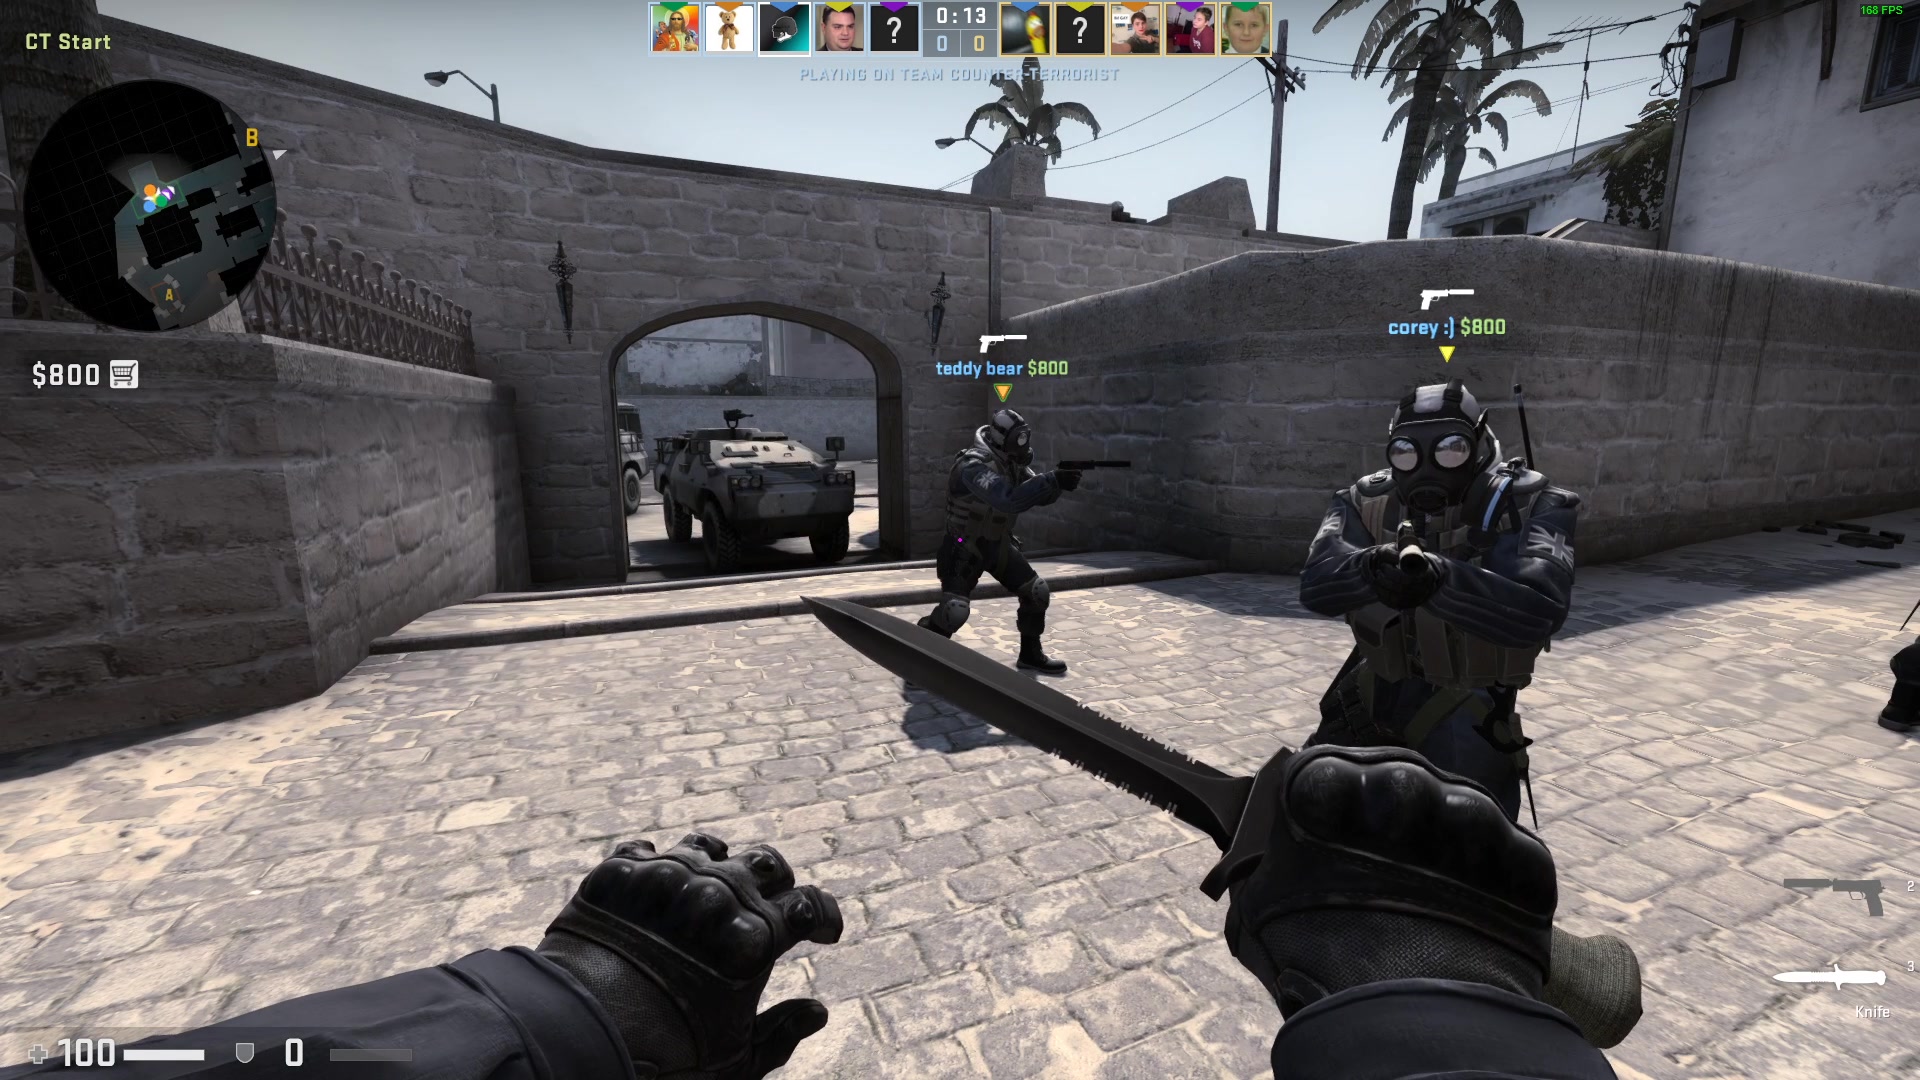 168 FPS
CT Start
0:13
0 0
? ?
PLAYING ON TEAM COUNTER-TERRORIST
B
A
corey :) $800
teddy bear $800
$800
2
3
Knife
100 0